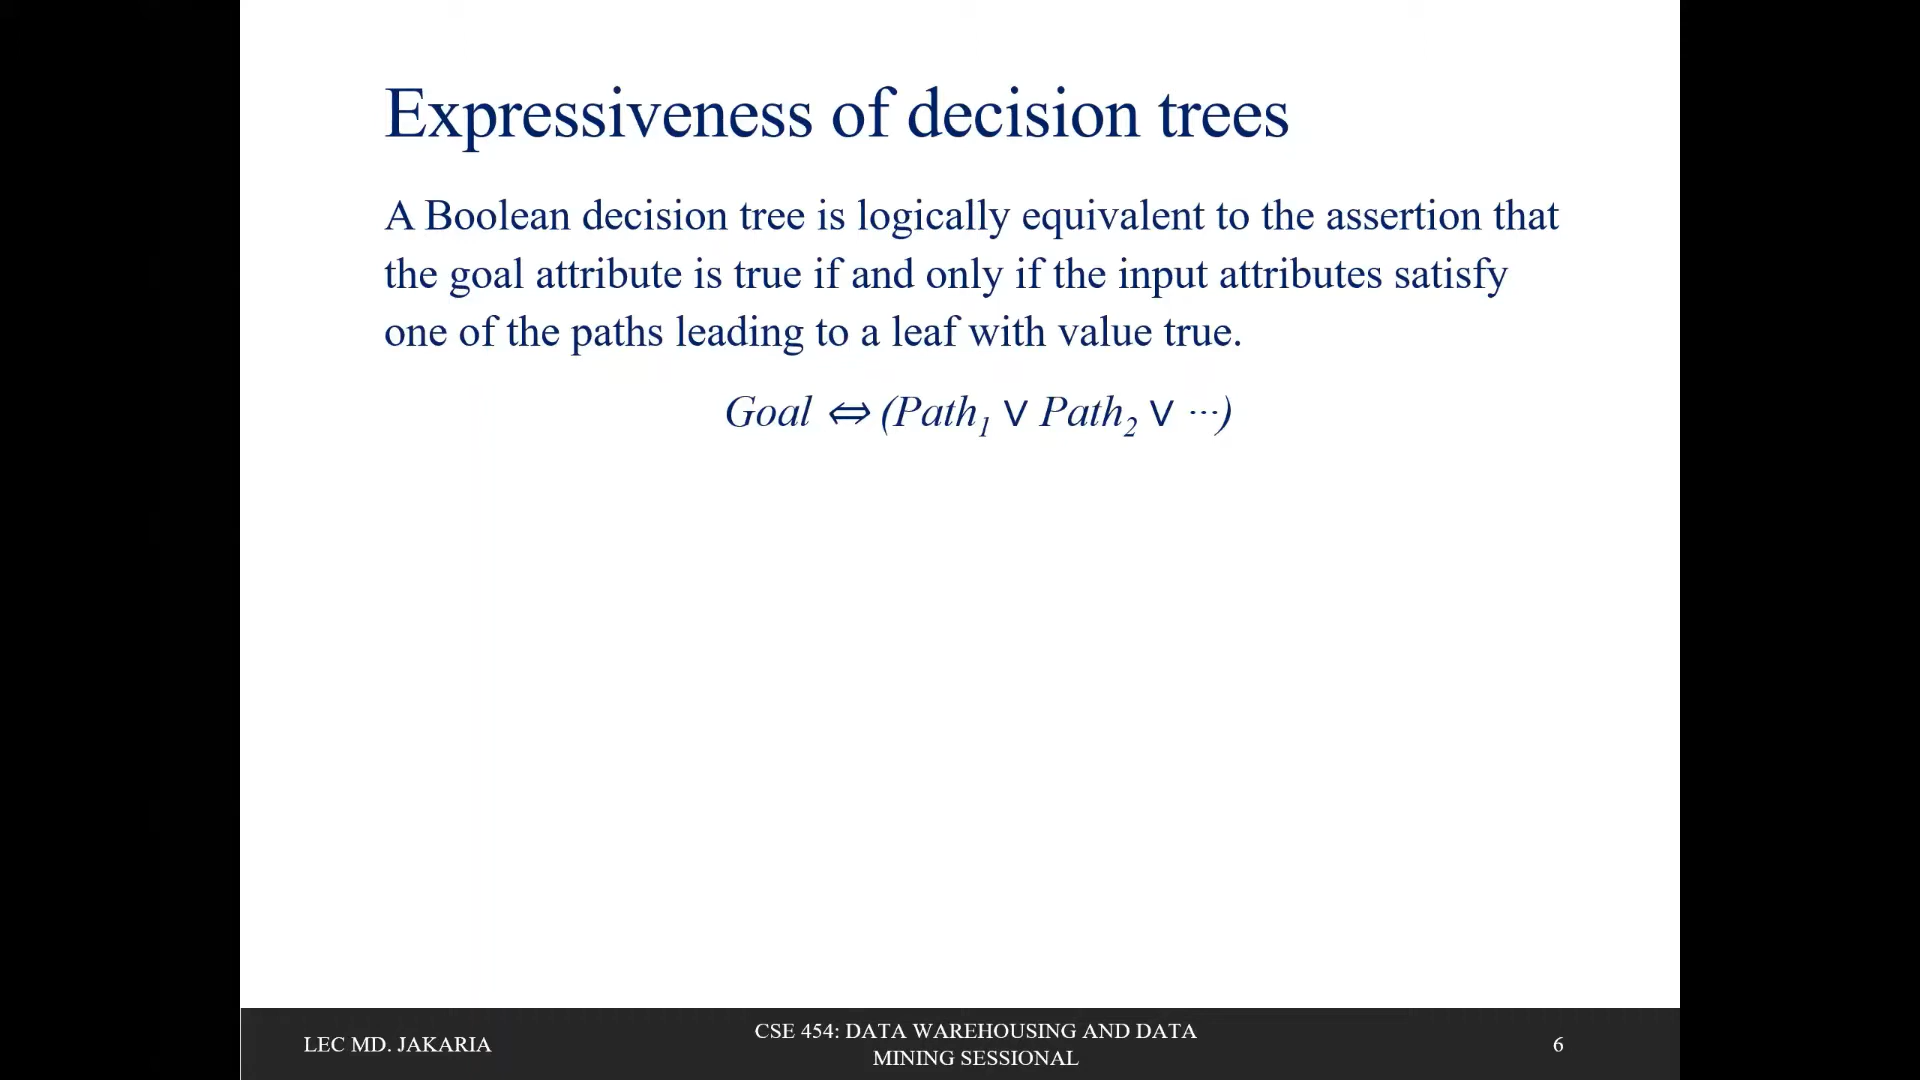 Expressiveness of decision trees
A Boolean decision tree is logically equivalent to the assertion that
the goal attribute is true if and only if the input attributes satisfy
one of the paths leading to a leaf with value true.
Goal ⇔ (Path₁ ∨ Path₂ ∨ ···)
LEC MD. JAKARIA
CSE 454: DATA WAREHOUSING AND DATA
MINING SESSIONAL
6